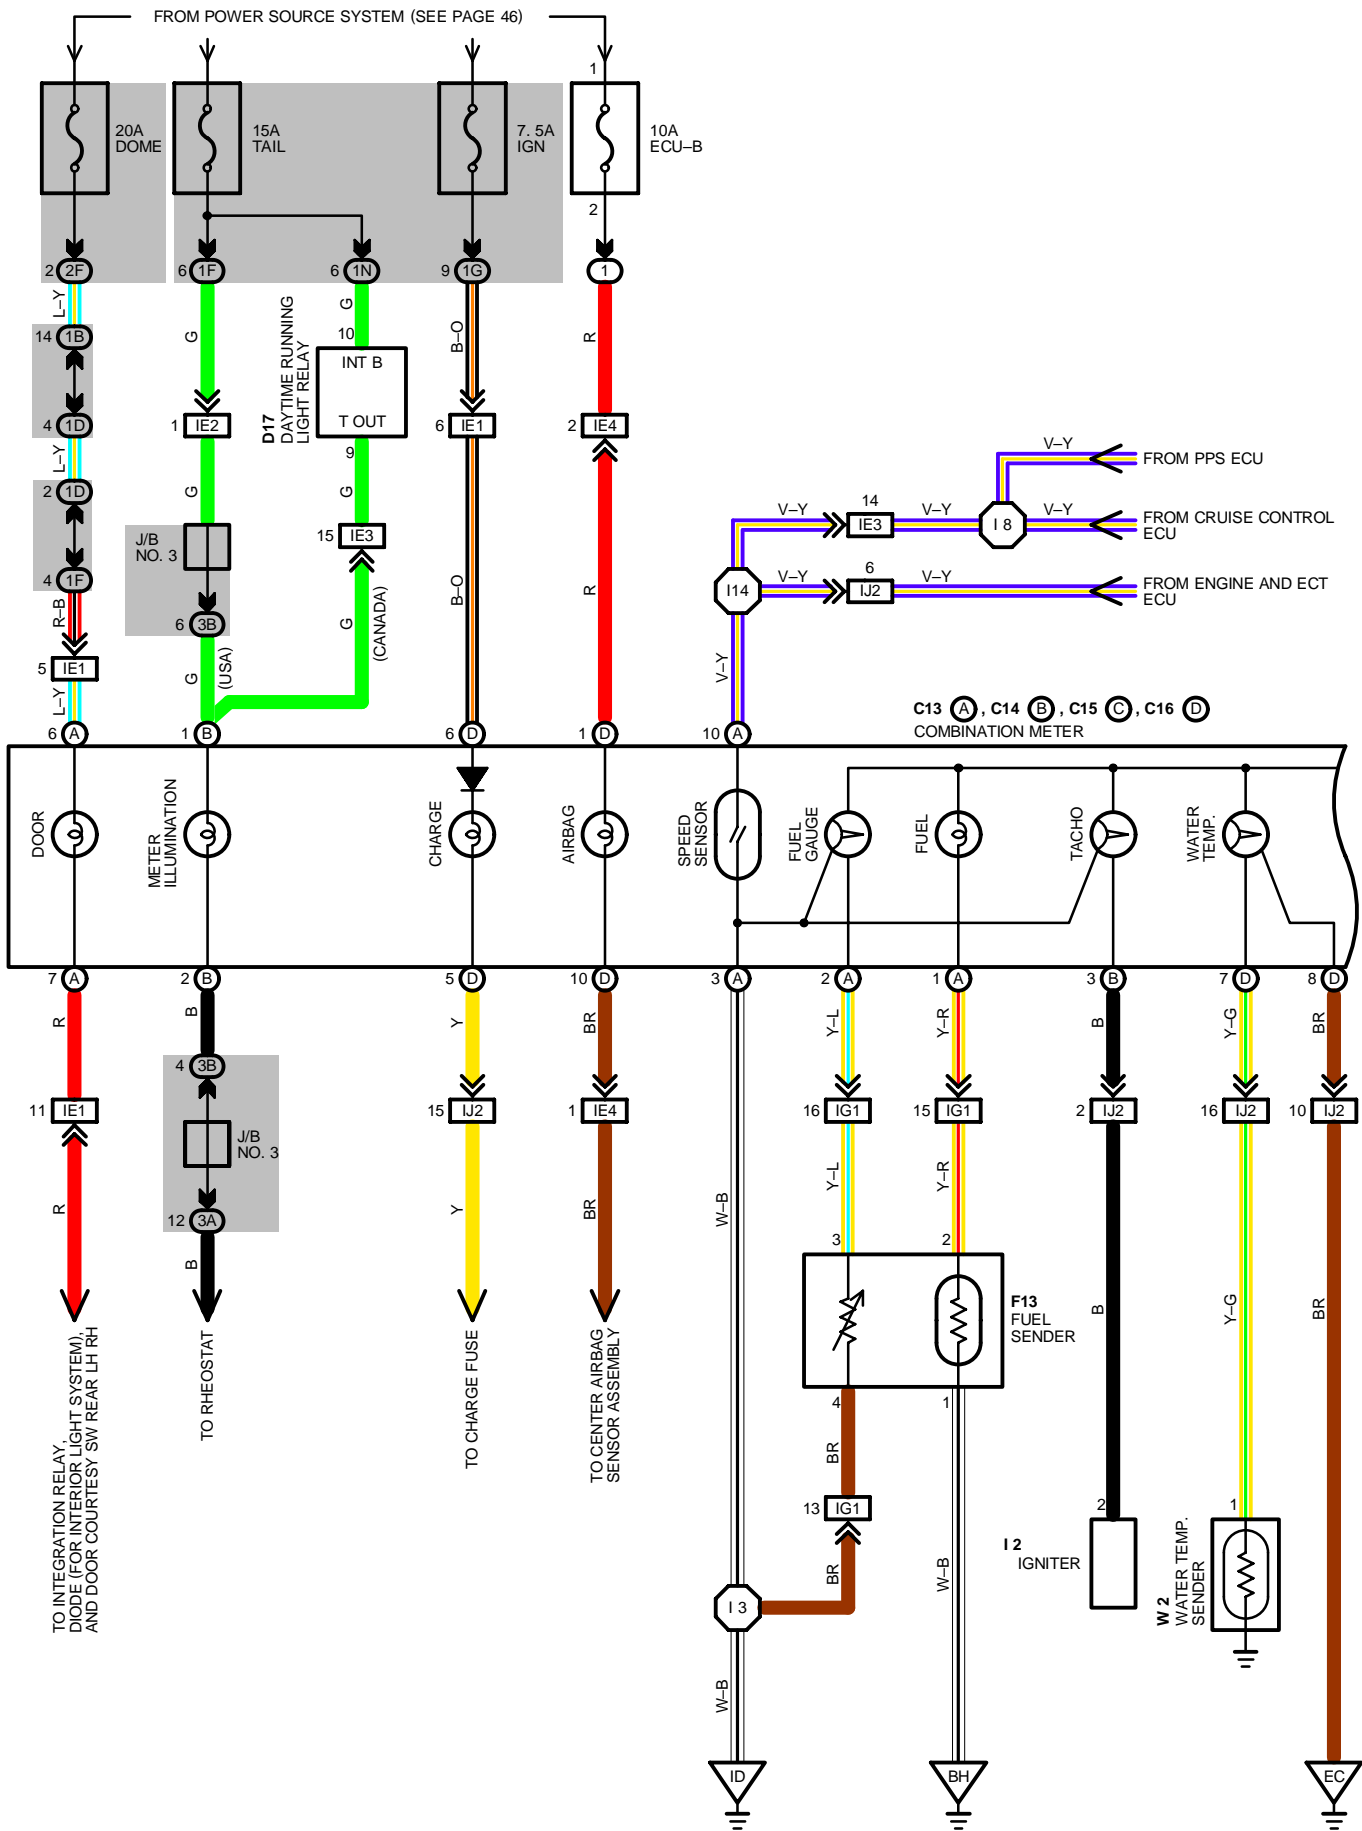 FROM POWER SOURCE SYSTEM (SEE PAGE 46)
1
20A
DOME
15A
TAIL
7. 5A
IGN
10A
ECU–B
2
2 2F
6 1F
6 1N
9 1G
1
L–Y
G
G
B–O
R
14 1B
D17
DAYTIME RUNNING
LIGHT RELAY
10
INT B
T OUT
9
4 1D
1 IE2
6 IE1
2 IE4
L–Y
G
G
2 1D
15 IE3
J/B
NO. 3
4 1F
R–B
B–O
R
6 3B
G
(CANADA)
5 IE1
L–Y
G
(USA)
V–Y
FROM PPS ECU
14
V–Y
IE3
V–Y
I 8
V–Y
FROM CRUISE CONTROL
ECU
6
I14
V–Y
IJ2
V–Y
FROM ENGINE AND ECT
ECU
V–Y
C13 A , C14 B , C15 C , C16 D
COMBINATION METER
6 A
1 B
6 D
1 D
10 A
DOOR
METER
ILLUMINATION
CHARGE
AIRBAG
SPEED
SENSOR
FUEL
GAUGE
FUEL
TACHO
WATER
TEMP.
7 A
2 B
5 D
10 D
3 A
2 A
1 A
3 B
7 D
8 D
R
B
Y
BR
Y–L
Y–R
B
Y–G
BR
4 3B
11 IE1
15 IJ2
1 IE4
16 IG1
15 IG1
2 IJ2
16 IJ2
10 IJ2
J/B
NO. 3
R
Y
BR
W–B
Y–L
Y–R
12 3A
B
3
2
F13
FUEL
SENDER
B
Y–G
BR
4
1
TO INTEGRATION RELAY,
DIODE (FOR INTERIOR LIGHT SYSTEM),
AND DOOR COURTESY SW REAR LH RH
TO RHEOSTAT
TO CHARGE FUSE
TO CENTER AIRBAG
SENSOR ASSEMBLY
BR
13 IG1
BR
W–B
2
I 2
IGNITER
1
W 2
WATER TEMP.
SENDER
I 3
W–B
ID
BH
EC